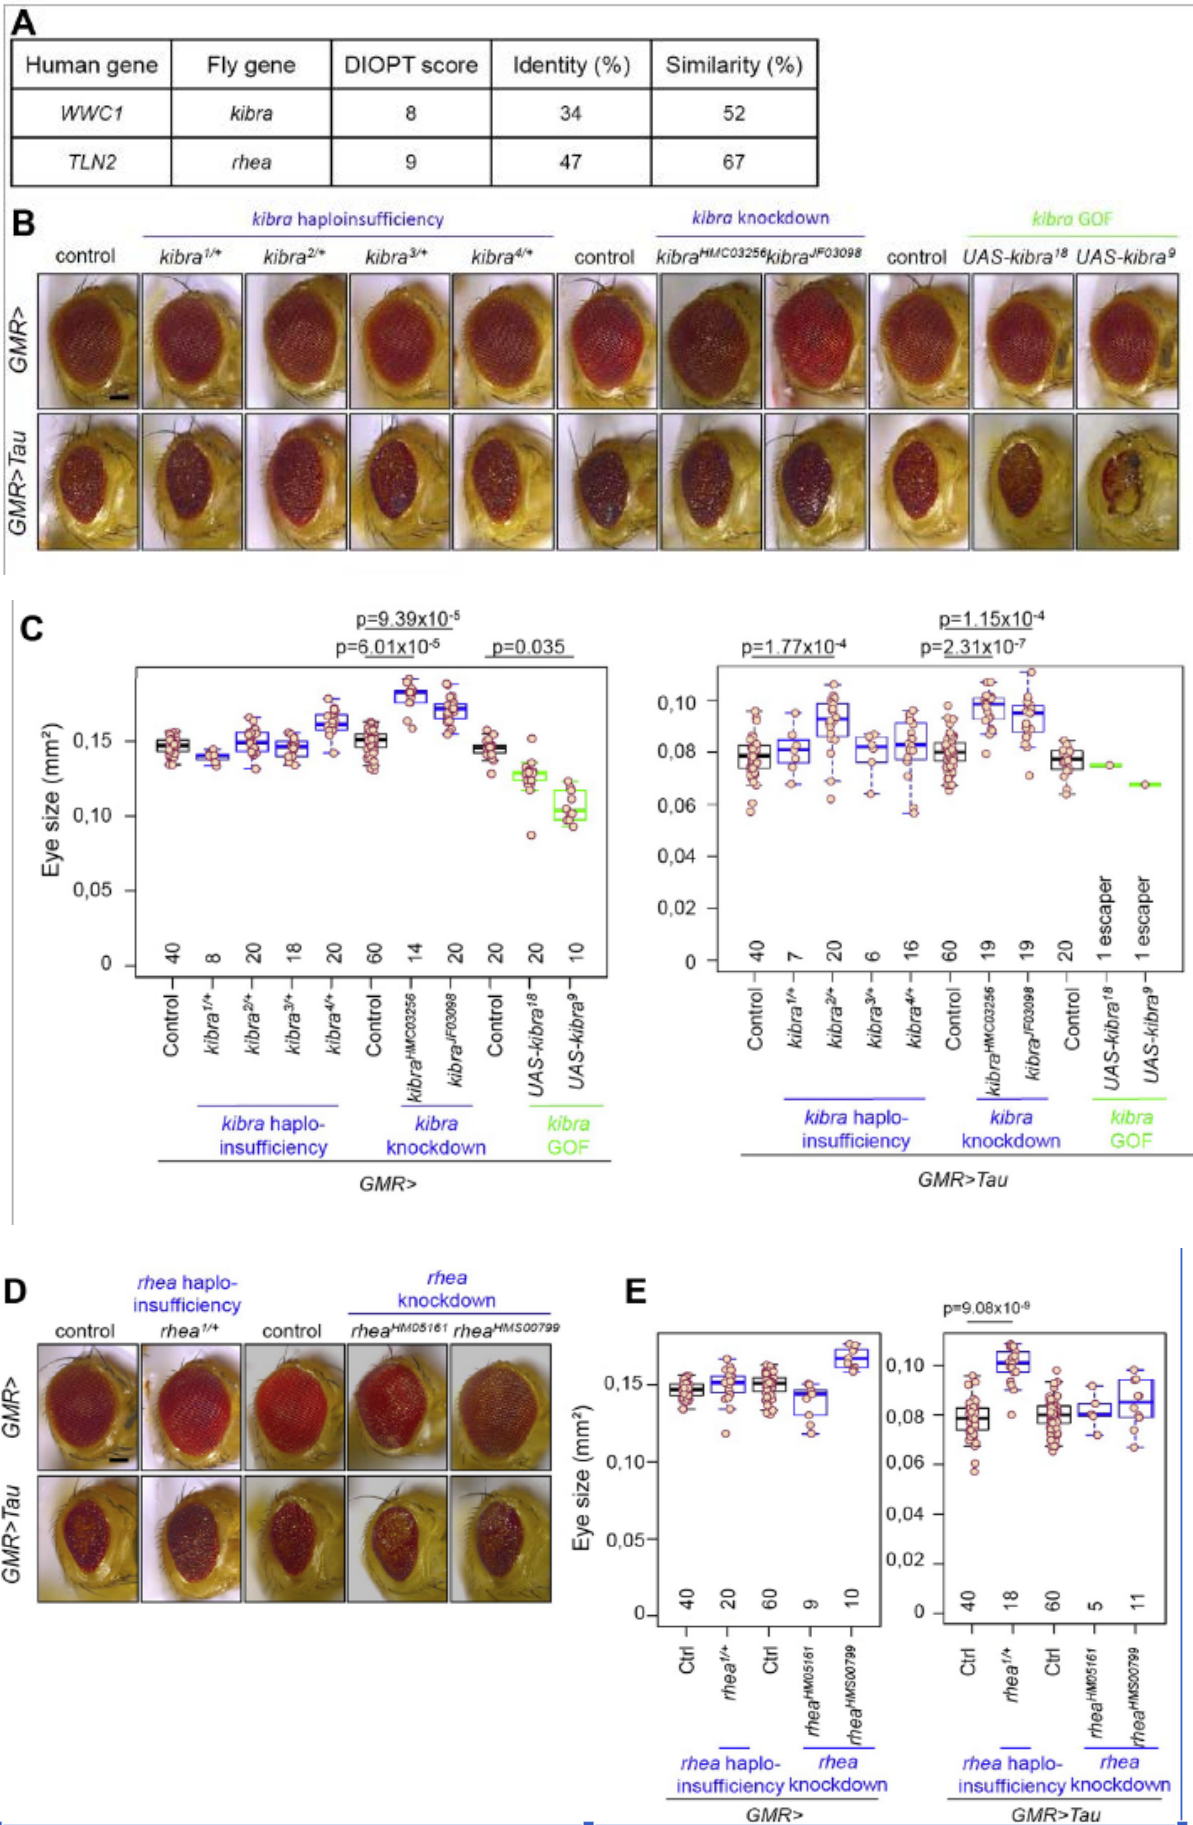 A
Human gene Fly gene DIOPT score Identity (%) Similarity (%)
WWC1 kibra 8 34 52
TLN2 rhea 9 47 67
B
kibra haploinsufficiency kibra knockdown kibra GOF
control kibra1/+ kibra2/+ kibra3/+ kibra4/+ control kibraHMC03256 kibraJF03098 control UAS-kibra18 UAS-kibra9
GMR>
GMR>Tau
C
p=9.39x10-5
p=6.01x10-5 p=0.035
Eye size (mm²)
0,15
0,10
0,05
0
40 8 20 18 20 60 14 20 20 20 10
Control kibra1/+ kibra2/+ kibra3/+ kibra4/+ Control kibraHMC03256 kibraJF03098 Control UAS-kibra18 UAS-kibra9
kibra haplo- kibra kibra
insufficiency knockdown GOF
GMR>
p=1.15x10-4
p=1.77x10-4 p=2.31x10-7
0,10
0,08
0,06
0,04
0,02
0
40 7 20 6 16 60 19 19 20 1 escaper 1 escaper
Control kibra1/+ kibra2/+ kibra3/+ kibra4/+ Control kibraHMC03256 kibraJF03098 Control UAS-kibra18 UAS-kibra9
kibra haplo- kibra kibra
insufficiency knockdown GOF
GMR>Tau
D
rhea haplo- rhea
insufficiency knockdown
control rhea1/+ control rheaHM05161 rheaHMS00799
GMR>
GMR>Tau
E
Eye size (mm²)
0,15
0,10
0,05
0
40 20 60 9 10
Ctrl rhea1/+ Ctrl rheaHM05161 rheaHMS00799
rhea haplo- rhea
insufficiency knockdown
GMR>
p=9.08x10-9
0,10
0,08
0,06
0,04
0,02
0
40 18 60 5 11
Ctrl rhea1/+ Ctrl rheaHM05161 rheaHMS00799
rhea haplo- rhea
insufficiency knockdown
GMR>Tau